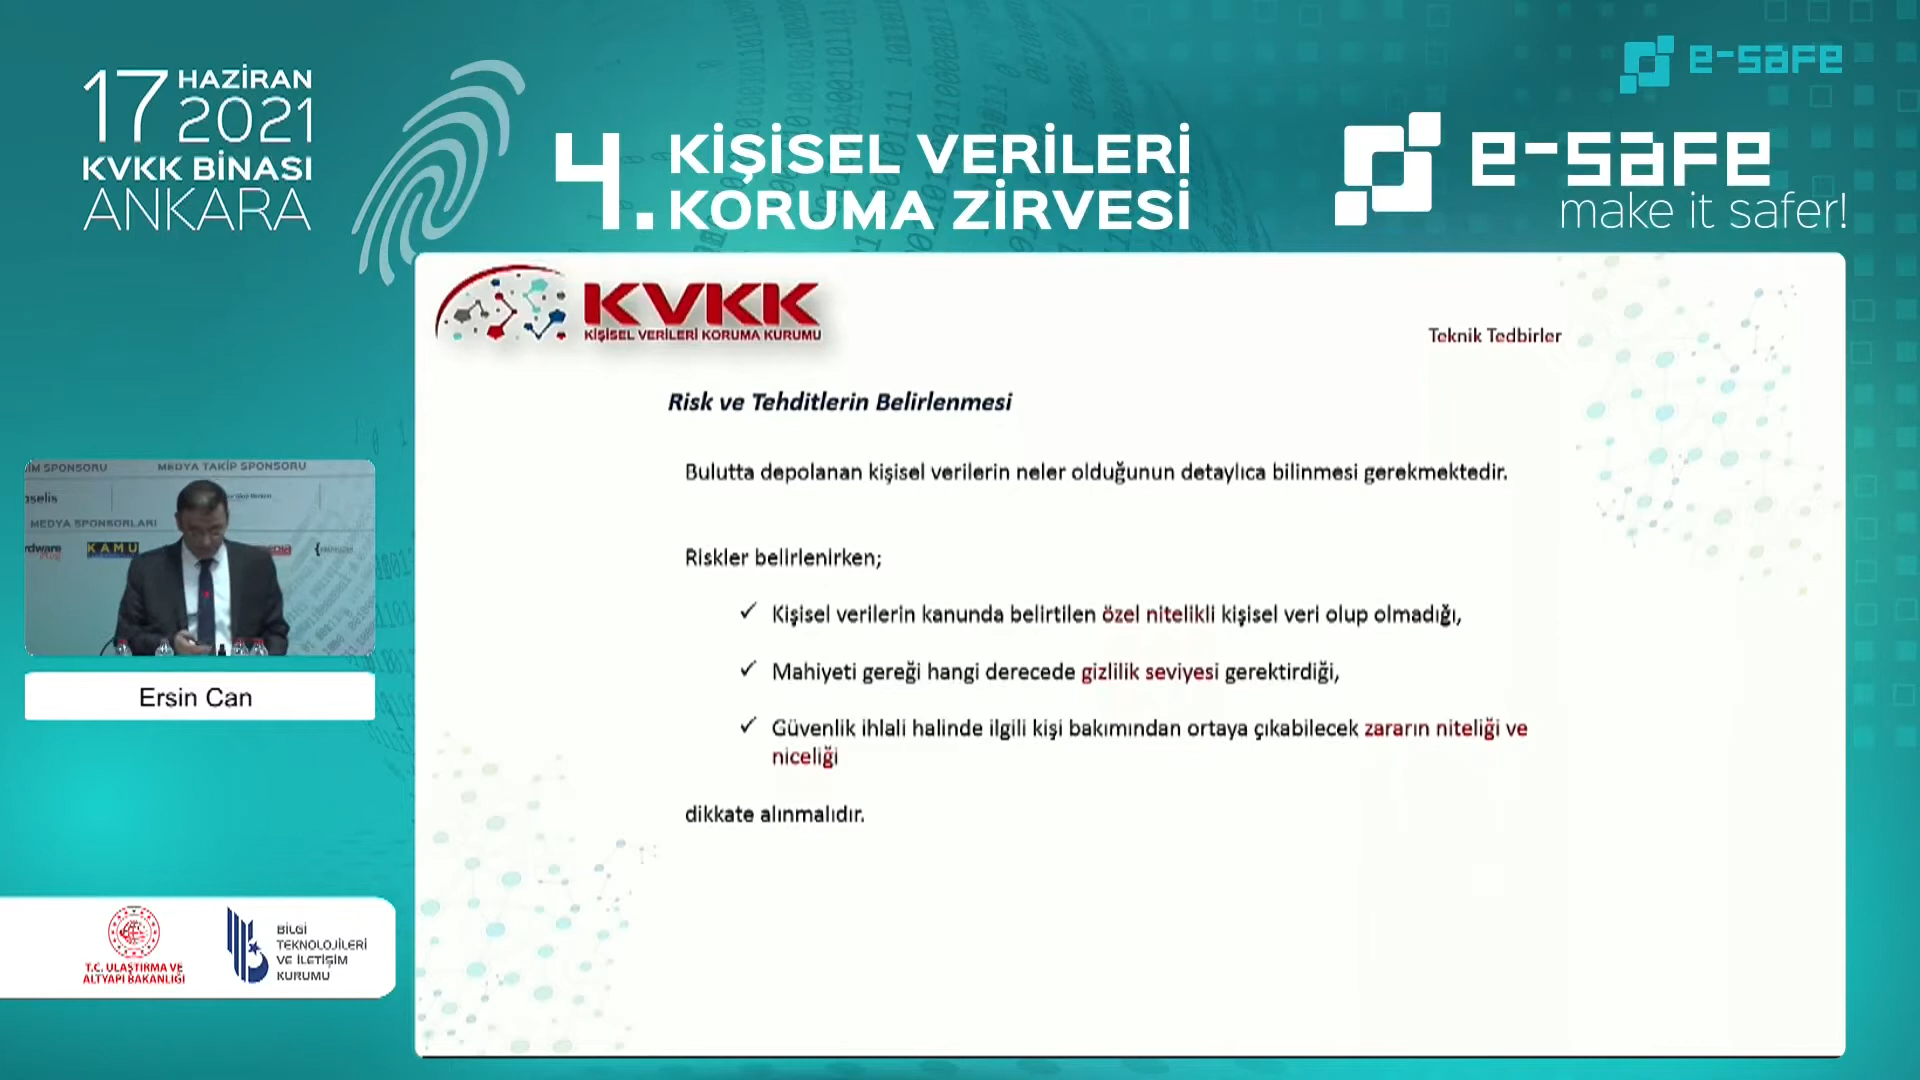 17 HAZİRAN
2021
KVKK BİNASI
ANKARA
4. KİŞİSEL VERİLERİ
KORUMA ZİRVESİ
e-safe
e-safe
make it safer!
KVKK
KİŞİSEL VERİLERİ KORUMA KURUMU
Teknik Tedbirler
Risk ve Tehditlerin Belirlenmesi
Bulutta depolanan kişisel verilerin neler olduğunun detaylıca bilinmesi gerekmektedir.
Riskler belirlenirken;
✓ Kişisel verilerin kanunda belirtilen özel nitelikli kişisel veri olup olmadığı,
✓ Mahiyeti gereği hangi derecede gizlilik seviyesi gerektirdiği,
✓ Güvenlik ihlali halinde ilgili kişi bakımından ortaya çıkabilecek zararın niteliği ve
niceliği
dikkate alınmalıdır.
SPONSORU
MEDYA TAKİP SPONSORU
MEDYA SPONSORLARI
KAMU
Ersin Can
T.C. ULAŞTIRMA VE
ALTYAPI BAKANLIĞI
BİLGİ
TEKNOLOJİLERİ
VE İLETİŞİM
KURUMU